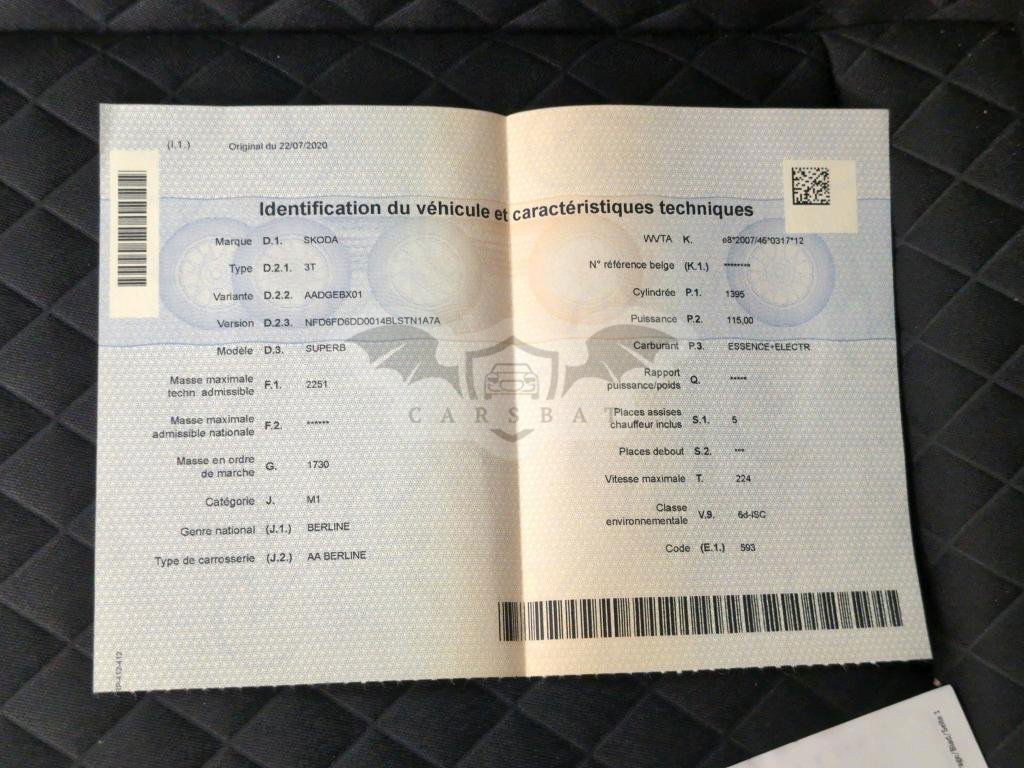 (I.1.) Original du 22/07/2020
Identification du véhicule et caractéristiques techniques
Marque D.1. SKODA
Type D.2.1. 3T
Variante D.2.2. AADGEBX01
Version D.2.3. NFD6FD6DD0014BLSTN1A7A
Modèle D.3. SUPERB
Masse maximale
techn. admissible F.1. 2251
Masse maximale
admissible nationale F.2. ******
Masse en ordre
de marche G. 1730
Catégorie J. M1
Genre national (J.1.) BERLINE
Type de carrosserie (J.2.) AA BERLINE
WVTA K. e8*2007/46*0317*12
N° référence belge (K.1.) ********
Cylindrée P.1. 1395
Puissance P.2. 115,00
Carburant P.3. ESSENCE+ELECTR
Rapport
puissance/poids Q. *****
Places assises
chauffeur inclus S.1. 5
Places debout S.2. ***
Vitesse maximale T. 224
Classe
environnementale V.9. 6d-ISC
Code (E.1.) 593
CARSBAT